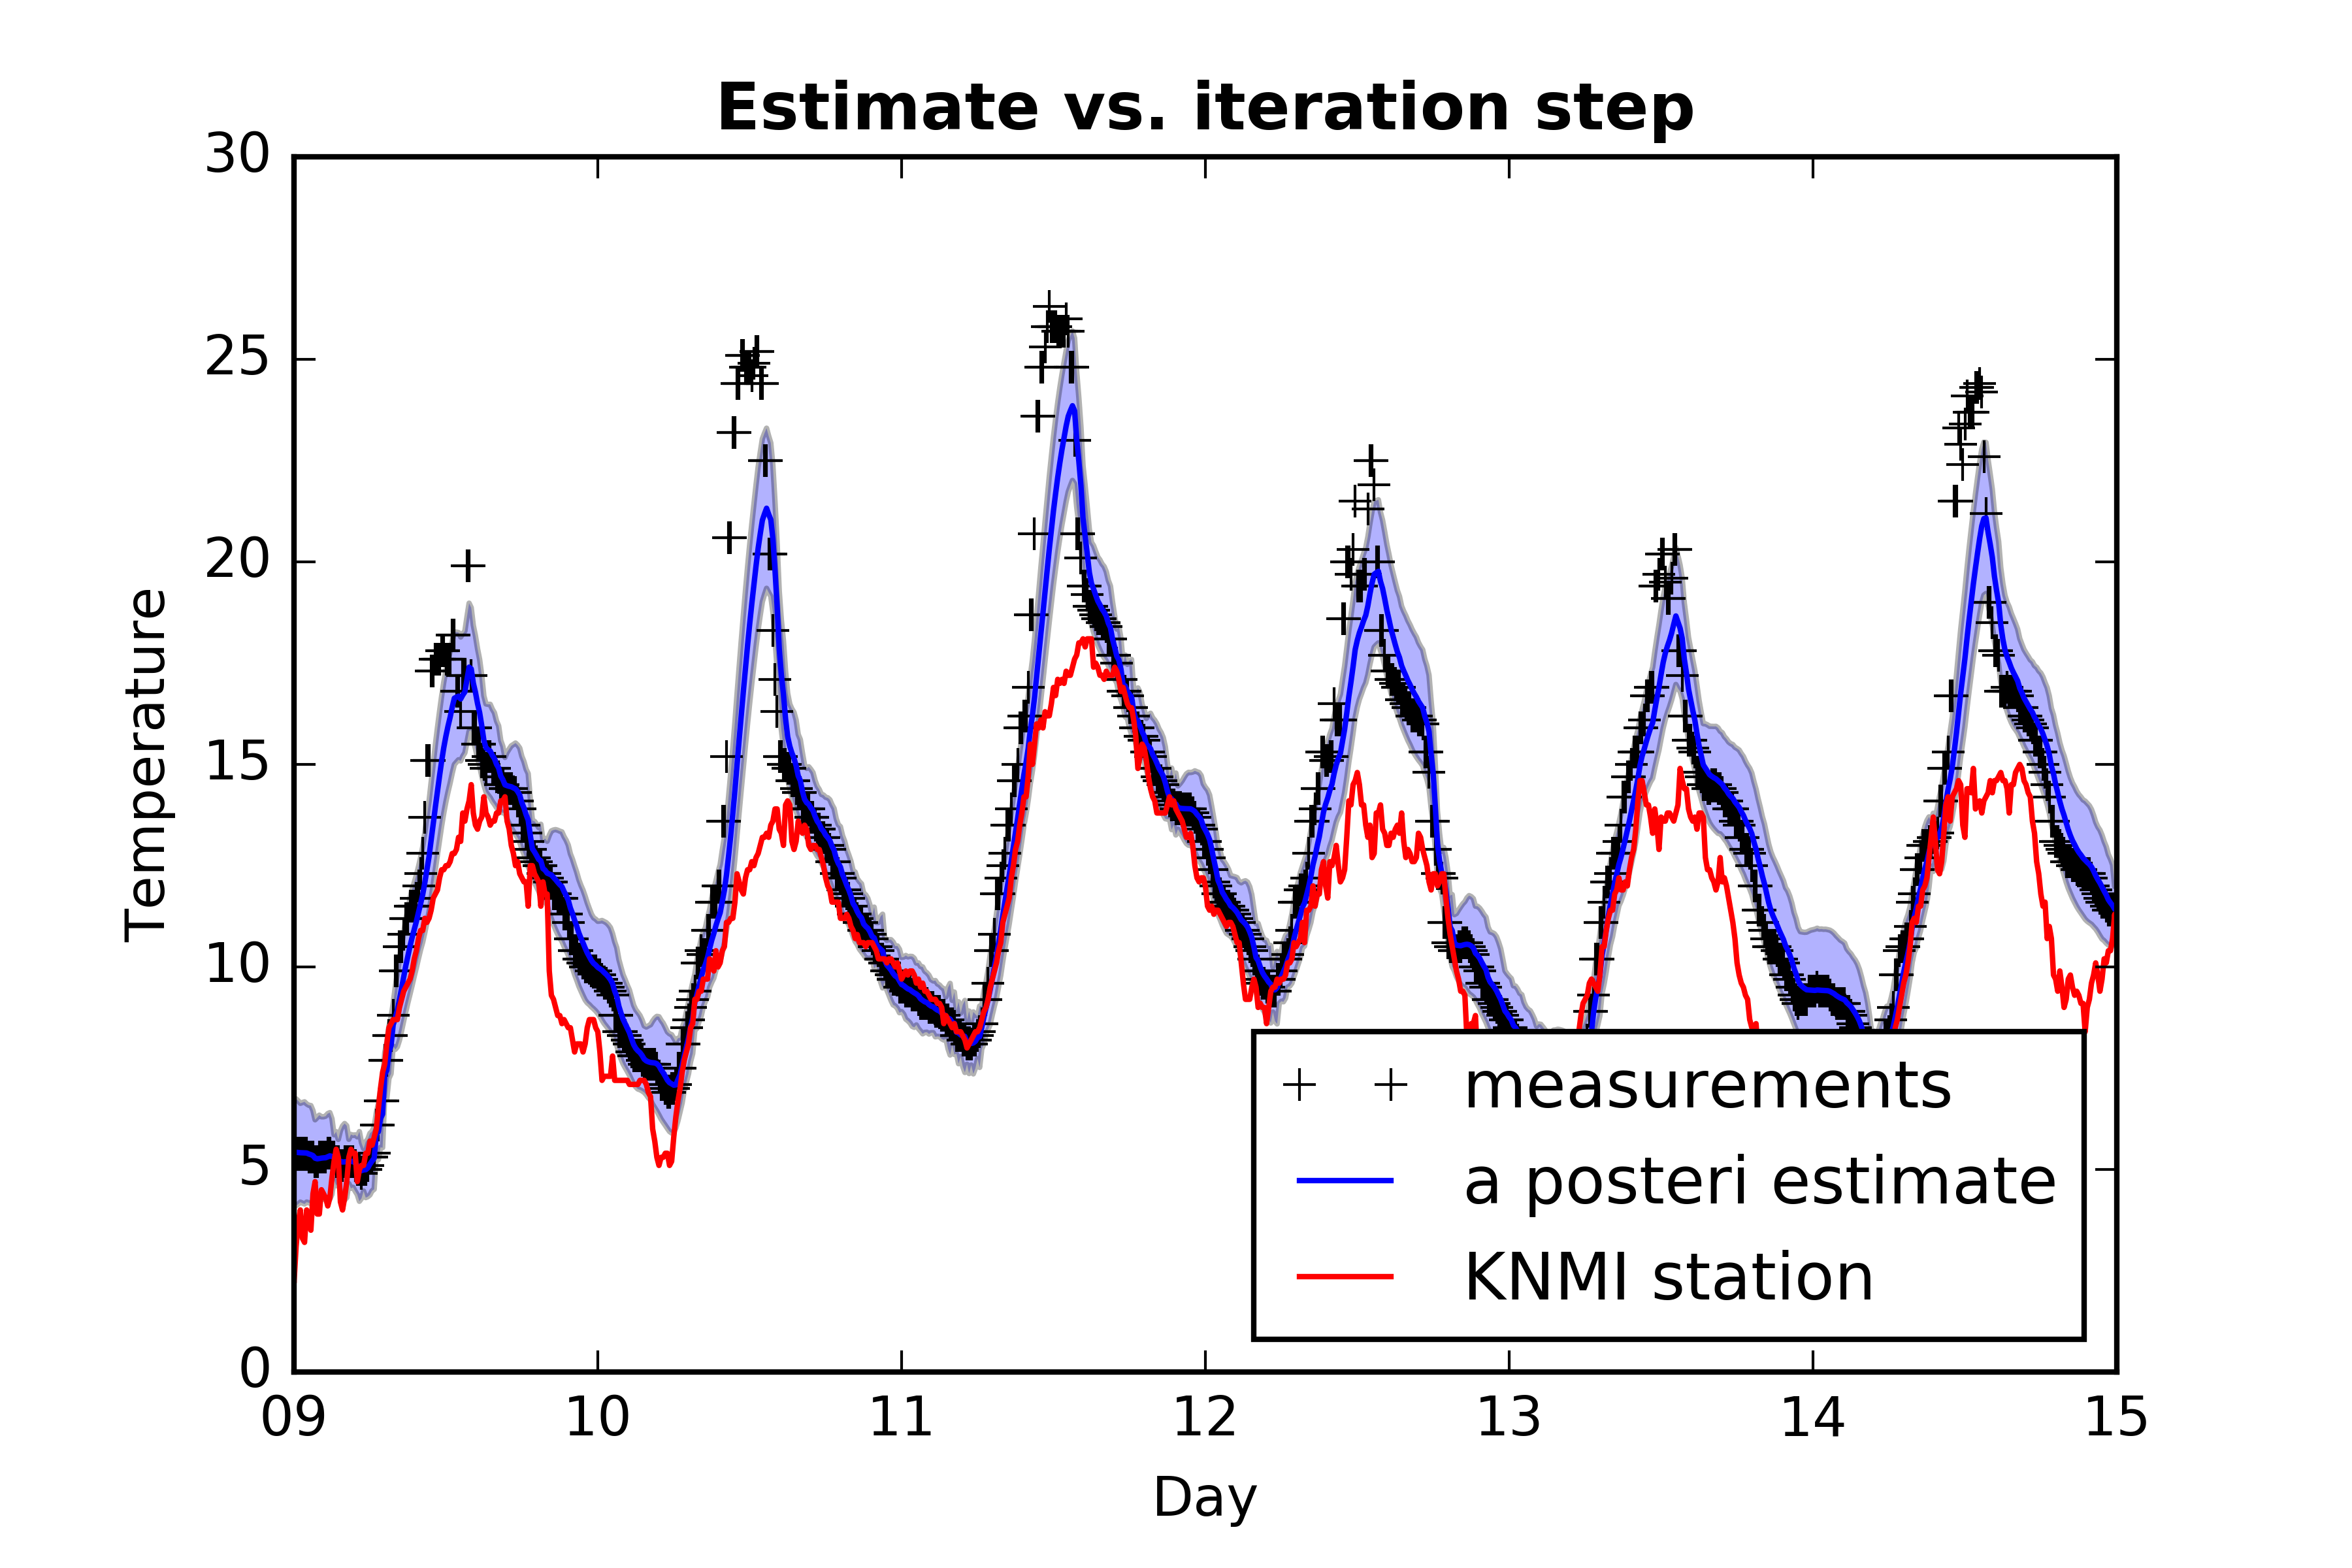 Estimate vs. iteration step
30
25
20
15
10
5
0
Temperature
measurements
a posteri estimate
KNMI station
09 10 11 12 13 14 15
Day